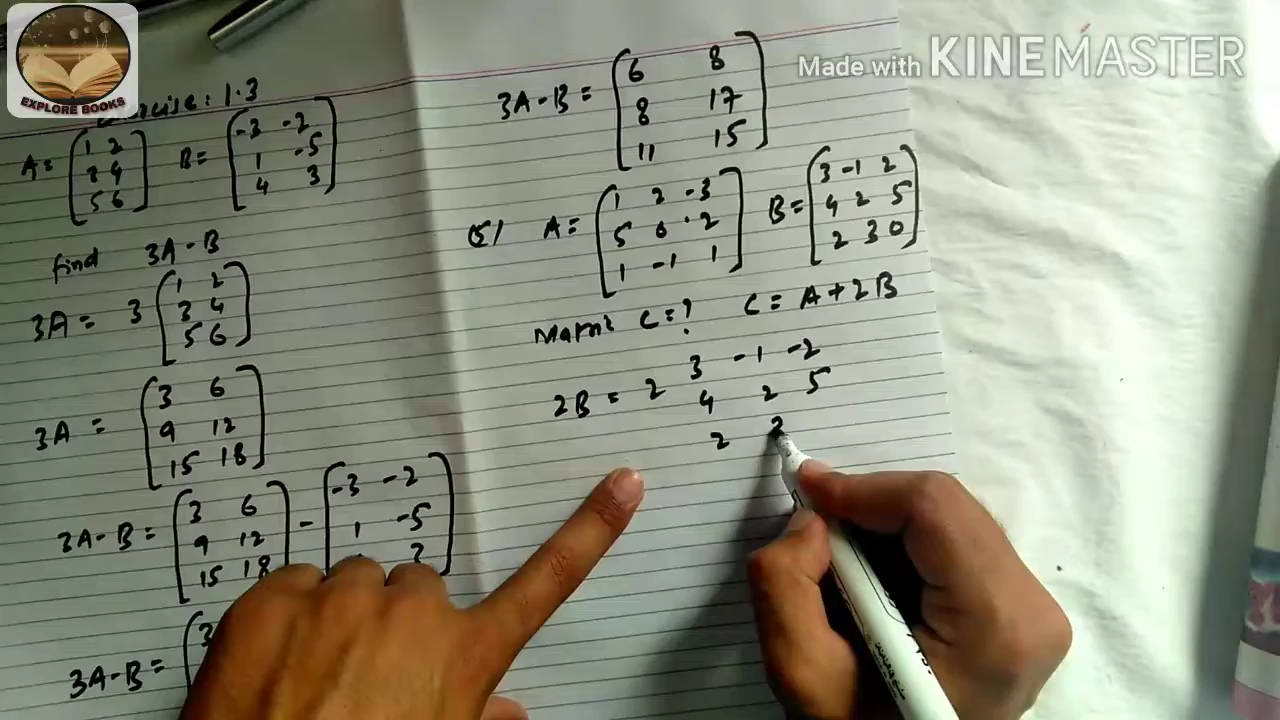 EXPLORE BOOKS
Made with KINEMASTER
Exercise: 1.3
A = [1 2
3 4
5 6] B = [-3 -2
1 -5
4 3]
find 3A-B
3A = 3 [1 2
3 4
5 6]
3A = [3 6
9 12
15 18]
3A-B = [3 6
9 12
15 18] - [-3 -2
1 -5
3]
3A-B = [3
3A-B = [6 8
8 17
11 15]
Q5/ A = [1 2 -3
5 0 2
1 -1 1] B = [3 -1 2
4 2 5
2 3 0]
Matric C = ? C = A+2B
2B = 2 3 -1 -2
4 2 5
2